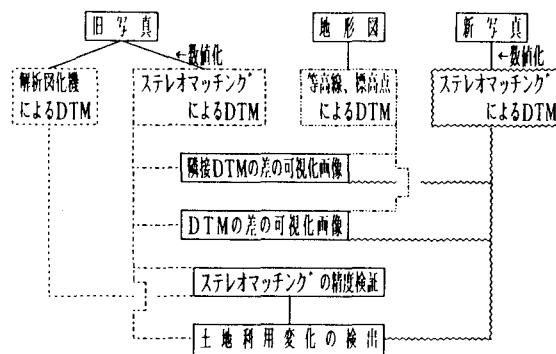 旧写真
地形図
新写真
←数値化
←数値化
解析図化機
によるDTM
ステレオマッチング
によるDTM
等高線、標高点
によるDTM
ステレオマッチング
によるDTM
隣接DTMの差の可視化画像
DTMの差の可視化画像
ステレオマッチングの精度検証
土地利用変化の検出